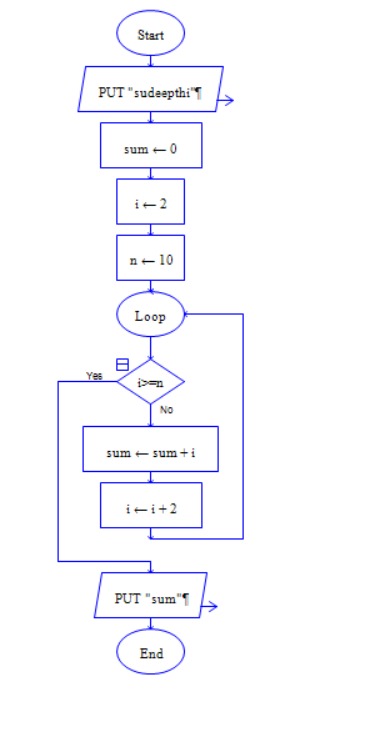 Start
PUT "sudeepthi"¶
sum ← 0
i ← 2
n ← 10
Loop
i>=n
Yes
No
sum ← sum + i
i ← i + 2
PUT "sum"¶
End